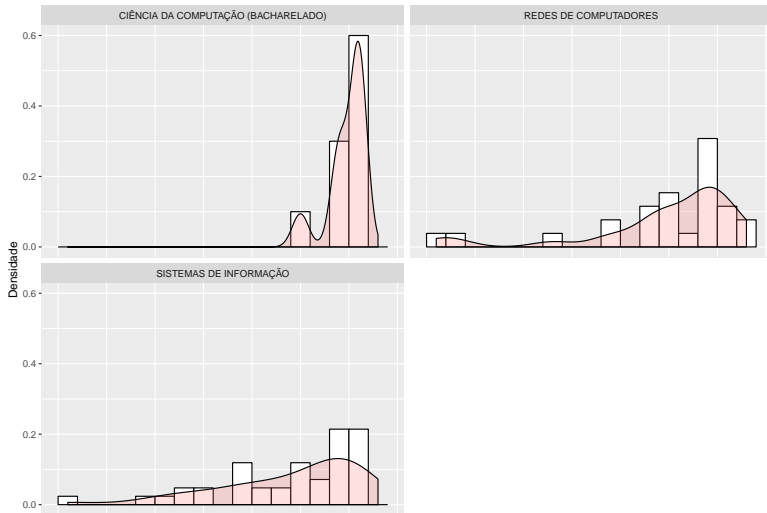 CIÊNCIA DA COMPUTAÇÃO (BACHARELADO)
REDES DE COMPUTADORES
0.6
0.4
0.2
0.0
Densidade
SISTEMAS DE INFORMAÇÃO
0.6
0.4
0.2
0.0